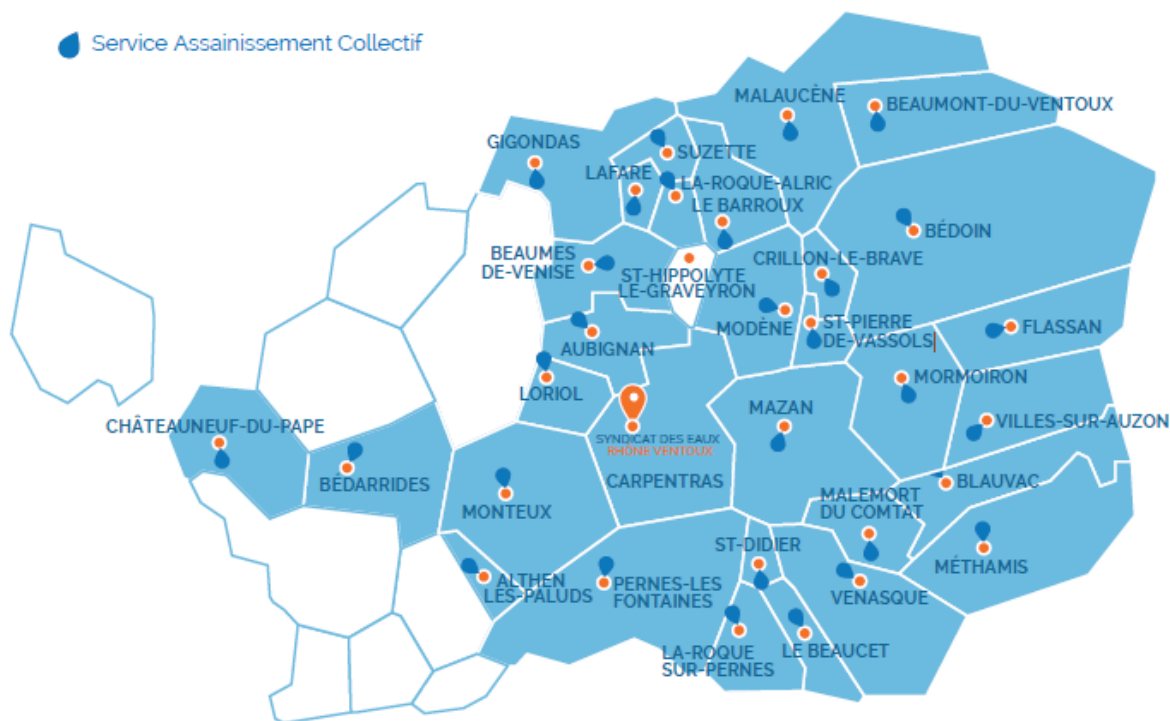 Service Assainissement Collectif
MALAUCÈNE
BEAUMONT-DU-VENTOUX
GIGONDAS
SUZETTE
LAFARE
LA-ROQUE-ALRIC
LE BARROUX
BÉDOIN
BEAUMES
DE-VENISE
ST-HIPPOLYTE
LE-GRAVEYRON
CRILLON-LE-BRAVE
MODÈNE
ST-PIERRE
DE-VASSOLS
FLASSAN
AUBIGNAN
LORIOL
MORMOIRON
MAZAN
VILLES-SUR-AUZON
CHÂTEAUNEUF-DU-PAPE
SYNDICAT DES EAUX
RHÔNE VENTOUX
BÉDARRIDES
CARPENTRAS
BLAUVAC
MONTEUX
MALEMORT
DU COMTAT
ST-DIDIER
MÉTHAMIS
ALTHEN
LES-PALUDS
PERNES-LES
FONTAINES
VENASQUE
LA-ROQUE
SUR-PERNES
LE BEAUCET